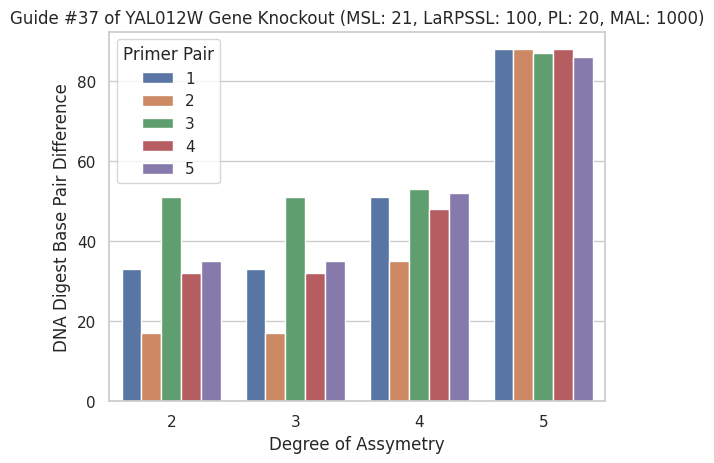 Guide #37 of YAL012W Gene Knockout (MSL: 21, LaRPSSL: 100, PL: 20, MAL: 1000)
Primer Pair
1
2
3
4
5
DNA Digest Base Pair Difference
80
60
40
20
0
2 3 4 5
Degree of Assymetry